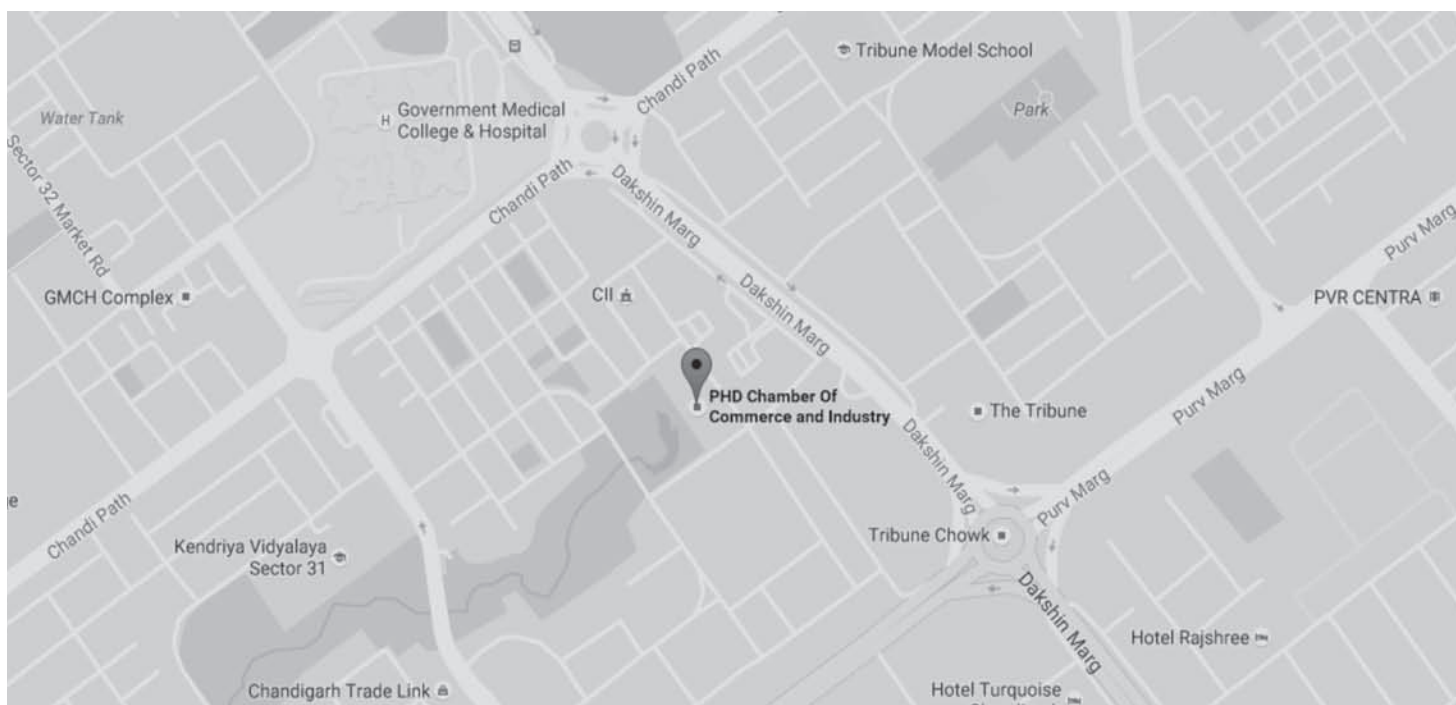 Tribune Model School
Chandi Path
Government Medical
College & Hospital
Water Tank
Park
Sector 32 Market Rd
Chandi Path
Dakshin Marg
Purv Marg
GMCH Complex
CII
Dakshin Marg
PVR CENTRA
PHD Chamber Of
Commerce and Industry
The Tribune
Purv Marg
Dakshin Marg
Chandi Path
Purv Marg
Tribune Chowk
Kendriya Vidyalaya
Sector 31
Dakshin Marg
Hotel Rajshree
Chandigarh Trade Link
Hotel Turquoise